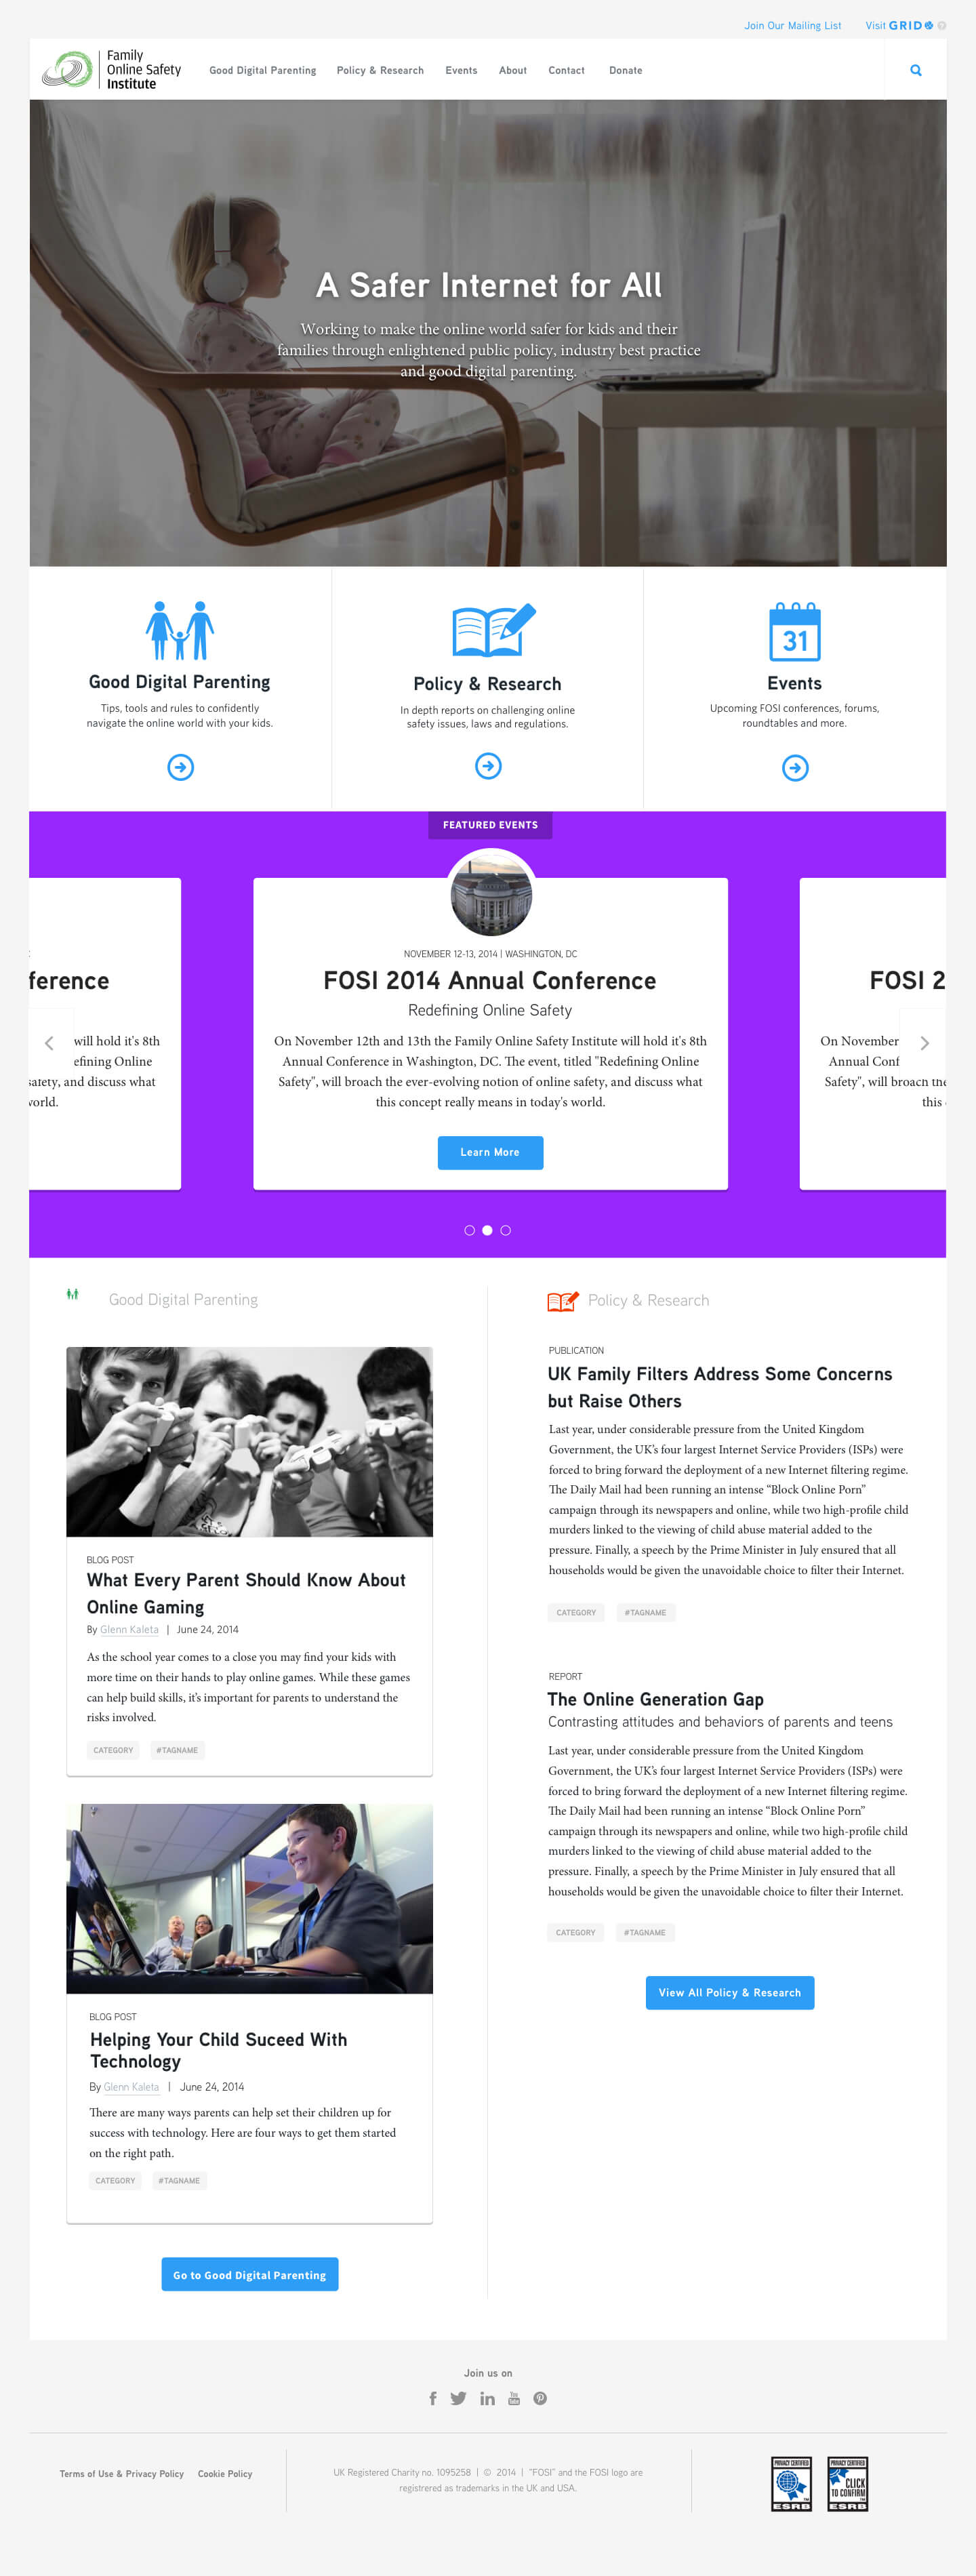 Join Our Mailing List
Visit GRID
Family
Online Safety
Institute
Good Digital Parenting
Policy & Research
Events
About
Contact
Donate
A Safer Internet for All
Working to make the online world safer for kids and their
families through enlightened public policy, industry best practice
and good digital parenting.
Good Digital Parenting
Tips, tools and rules to confidently
navigate the online world with your kids.
Policy & Research
In depth reports on challenging online
safety issues, laws and regulations.
31
Events
Upcoming FOSI conferences, forums,
roundtables and more.
FEATURED EVENTS
ference
will hold it's 8th
efining Online
safety, and discuss what
world.
NOVEMBER 12-13, 2014 | WASHINGTON, DC
FOSI 2014 Annual Conference
Redefining Online Safety
On November 12th and 13th the Family Online Safety Institute will hold it's 8th
Annual Conference in Washington, DC. The event, titled "Redefining Online
Safety", will broach the ever-evolving notion of online safety, and discuss what
this concept really means in today's world.
Learn More
FOSI 2
On November
Annual Conf
Safety", will broach the
this
Good Digital Parenting
BLOG POST
What Every Parent Should Know About
Online Gaming
By Glenn Kaleta | June 24, 2014
As the school year comes to a close you may find your kids with
more time on their hands to play online games. While these games
can help build skills, it's important for parents to understand the
risks involved.
CATEGORY
#TAGNAME
BLOG POST
Helping Your Child Suceed With
Technology
By Glenn Kaleta | June 24, 2014
There are many ways parents can help set their children up for
success with technology. Here are four ways to get them started
on the right path.
CATEGORY
#TAGNAME
Go to Good Digital Parenting
Policy & Research
PUBLICATION
UK Family Filters Address Some Concerns
but Raise Others
Last year, under considerable pressure from the United Kingdom
Government, the UK's four largest Internet Service Providers (ISPs) were
forced to bring forward the deployment of a new Internet filtering regime.
The Daily Mail had been running an intense “Block Online Porn”
campaign through its newspapers and online, while two high-profile child
murders linked to the viewing of child abuse material added to the
pressure. Finally, a speech by the Prime Minister in July ensured that all
households would be given the unavoidable choice to filter their Internet.
CATEGORY
#TAGNAME
REPORT
The Online Generation Gap
Contrasting attitudes and behaviors of parents and teens
Last year, under considerable pressure from the United Kingdom
Government, the UK's four largest Internet Service Providers (ISPs) were
forced to bring forward the deployment of a new Internet filtering regime.
The Daily Mail had been running an intense “Block Online Porn”
campaign through its newspapers and online, while two high-profile child
murders linked to the viewing of child abuse material added to the
pressure. Finally, a speech by the Prime Minister in July ensured that all
households would be given the unavoidable choice to filter their Internet.
CATEGORY
#TAGNAME
View All Policy & Research
Join us on
You
Tube
Terms of Use & Privacy Policy
Cookie Policy
UK Registered Charity no. 1095258 | © 2014 | "FOSI" and the FOSI logo are
registrered as trademarks in the UK and USA.
PRIVACY CERTIFIED
ESRB
PRIVACY CERTIFIED
CLICK
TO CONFIRM
ESRB